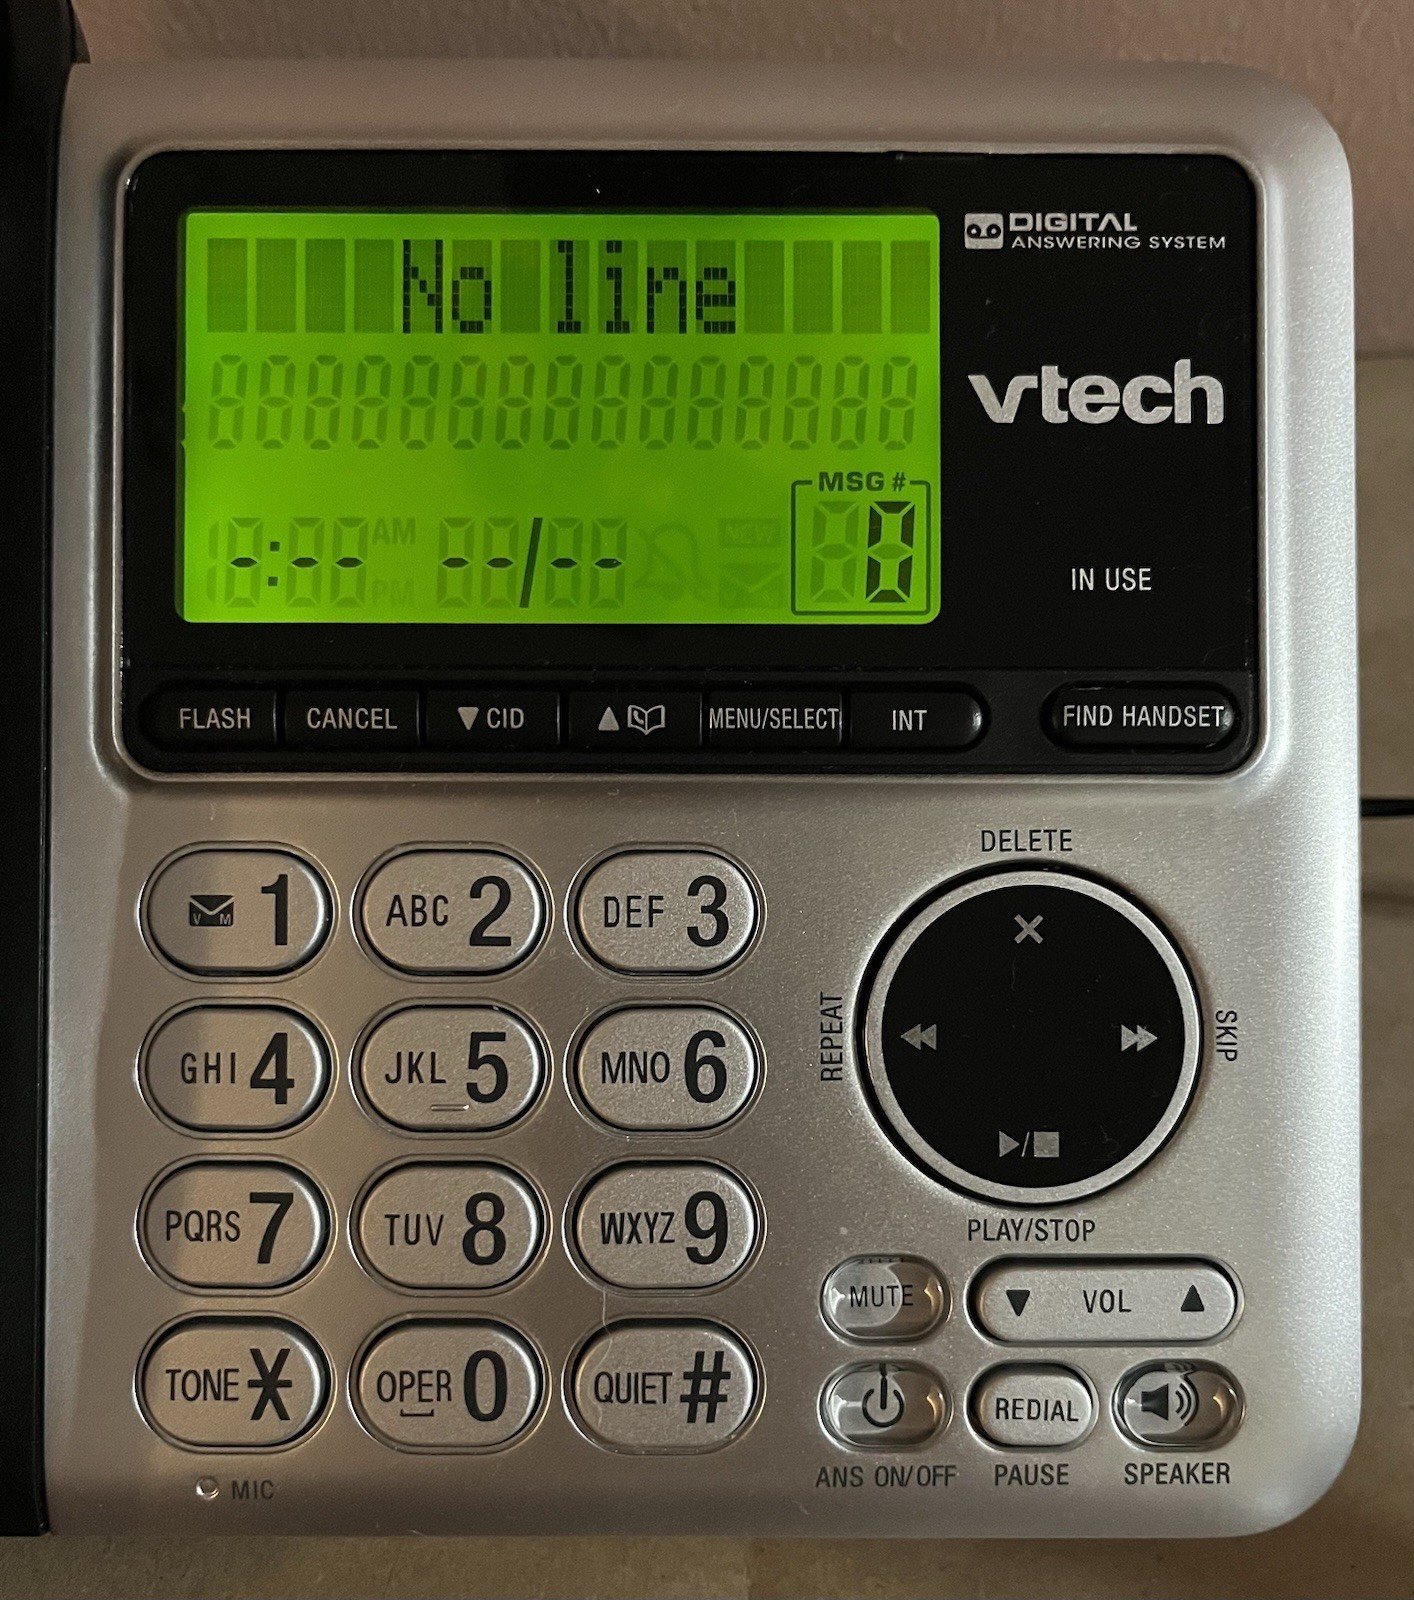 No line
MSG #
AM
PM
NEW
-:-- --/-- 0
DIGITAL
ANSWERING SYSTEM
vtech
IN USE
FLASH CANCEL ▼ CID ▲ MENU/SELECT INT FIND HANDSET
DELETE
REPEAT
SKIP
PLAY/STOP
V M 1 ABC 2 DEF 3
GHI 4 JKL 5 MNO 6
PQRS 7 TUV 8 WXYZ 9
TONE * OPER 0 QUIET #
MIC
MUTE ▼ VOL ▲
REDIAL
ANS ON/OFF PAUSE SPEAKER